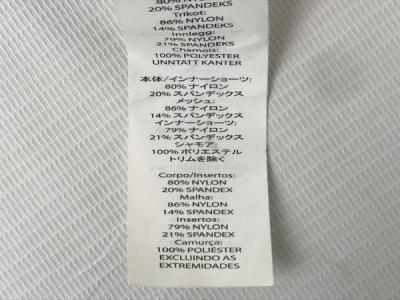 80% NYLON
20% SPANDEKS
Trikot:
86% NYLON
14% SPANDEKS
Innlegg:
79% NYLON
21% SPANDEKS
Chamois:
100% POLYESTER
UNNTATT KANTER
本体/インナーショーツ:
80% ナイロン
20% スパンデックス
メッシュ:
86% ナイロン
14% スパンデックス
インナーショーツ:
79% ナイロン
21% スパンデックス
シャモア:
100% ポリエステル
トリムを除く
Corpo/Insertos:
80% NYLON
20% SPANDEX
Malha:
86% NYLON
14% SPANDEX
Insertos:
79% NYLON
21% SPANDEX
Camurça:
100% POLIÉSTER
EXCLUINDO AS
EXTREMIDADES